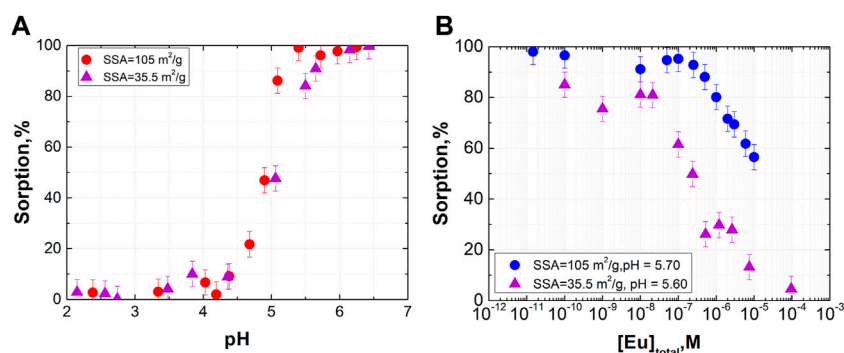 A
Sorption,%
100
80
60
40
20
0
SSA=105 m²/g
SSA=35.5 m²/g
2 3 4 5 6 7
pH
B
Sorption,%
100
80
60
40
20
0
SSA=105 m²/g,pH = 5.70
SSA=35.5 m²/g, pH = 5.60
10⁻¹² 10⁻¹¹ 10⁻¹⁰ 10⁻⁹ 10⁻⁸ 10⁻⁷ 10⁻⁶ 10⁻⁵ 10⁻⁴ 10⁻³
[Eu]total,M